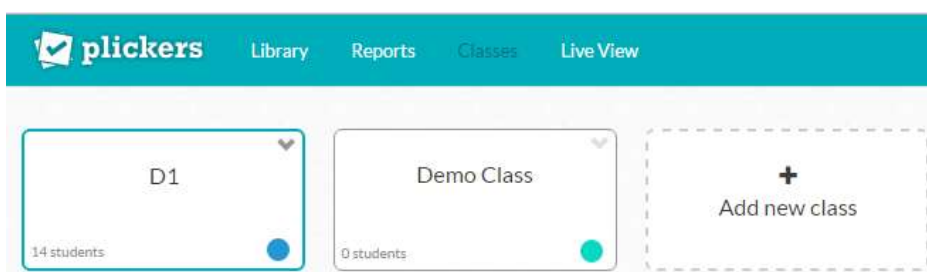 plickers Library Reports Classes Live View
D1
14 students
Demo Class
0 students
+
Add new class